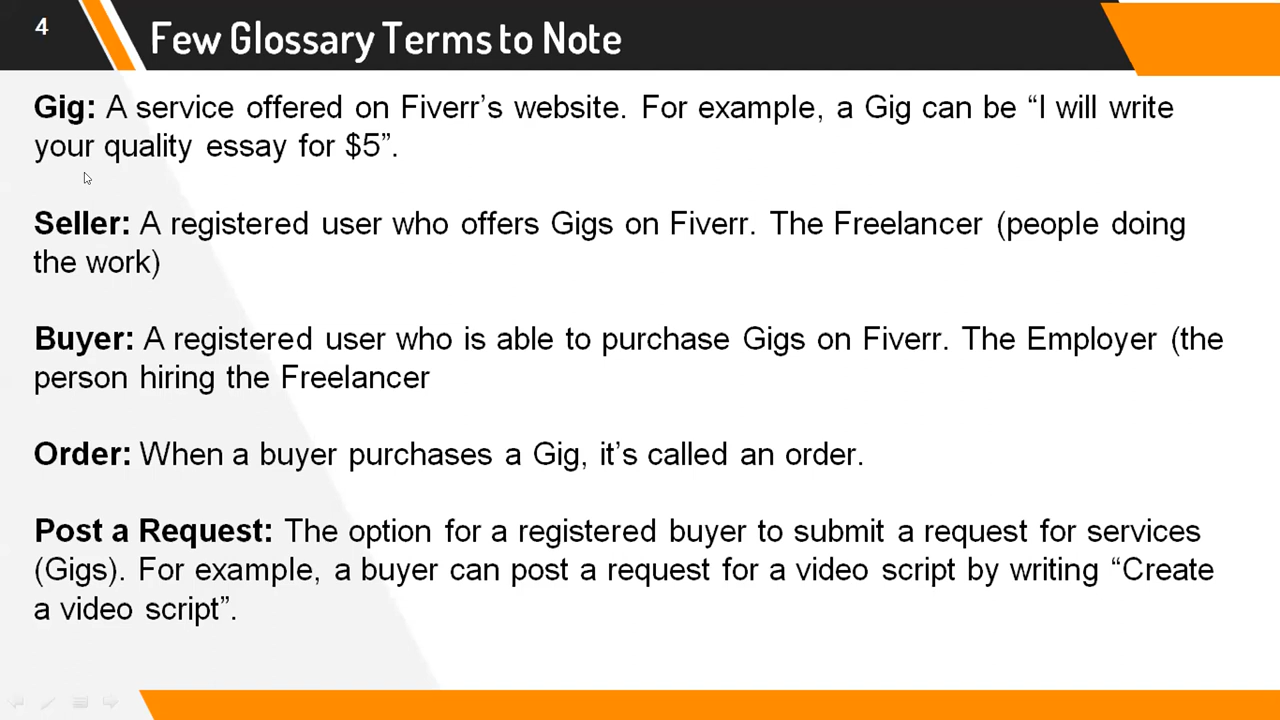 4
Few Glossary Terms to Note
Gig: A service offered on Fiverr’s website. For example, a Gig can be “I will write
your quality essay for $5”.
Seller: A registered user who offers Gigs on Fiverr. The Freelancer (people doing
the work)
Buyer: A registered user who is able to purchase Gigs on Fiverr. The Employer (the
person hiring the Freelancer
Order: When a buyer purchases a Gig, it’s called an order.
Post a Request: The option for a registered buyer to submit a request for services
(Gigs). For example, a buyer can post a request for a video script by writing “Create
a video script”.